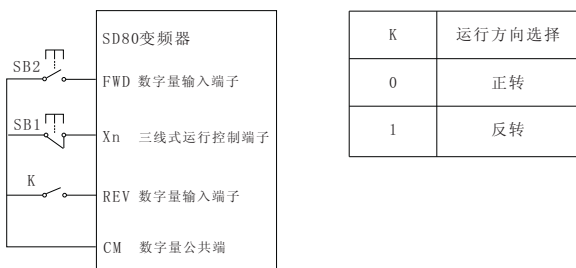 SD80变频器
SB2
FWD 数字量输入端子
SB1
Xn 三线式运行控制端子
K
REV 数字量输入端子
CM 数字量公共端
K 运行方向选择
0 正转
1 反转